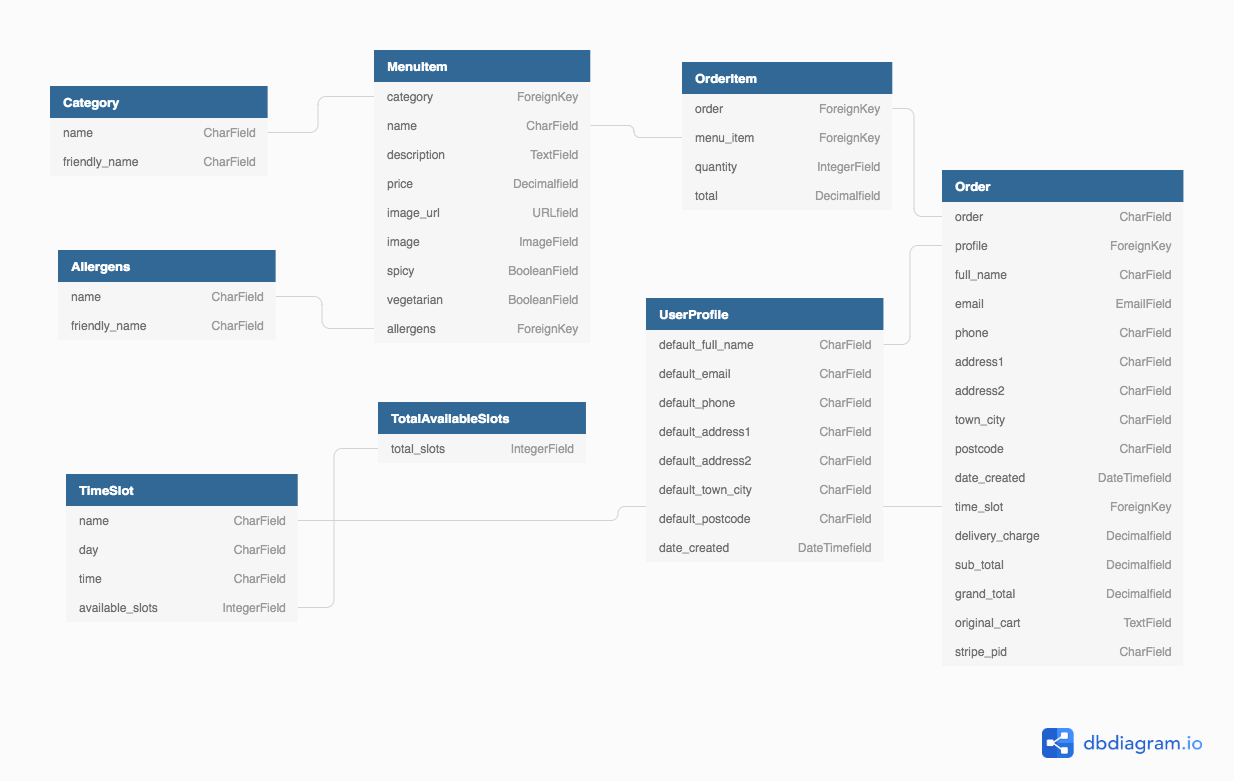 Category
name CharField
friendly_name CharField
MenuItem
category ForeignKey
name CharField
description TextField
price Decimalfield
image_url URLfield
image ImageField
spicy BooleanField
vegetarian BooleanField
allergens ForeignKey
OrderItem
order ForeignKey
menu_item ForeignKey
quantity IntegerField
total Decimalfield
Order
order CharField
profile ForeignKey
full_name CharField
email EmailField
phone CharField
address1 CharField
address2 CharField
town_city CharField
postcode CharField
date_created DateTimefield
time_slot ForeignKey
delivery_charge Decimalfield
sub_total Decimalfield
grand_total Decimalfield
original_cart TextField
stripe_pid CharField
Allergens
name CharField
friendly_name CharField
UserProfile
default_full_name CharField
default_email CharField
default_phone CharField
default_address1 CharField
default_address2 CharField
default_town_city CharField
default_postcode CharField
date_created DateTimefield
TotalAvailableSlots
total_slots IntegerField
TimeSlot
name CharField
day CharField
time CharField
available_slots IntegerField
dbdiagram.io